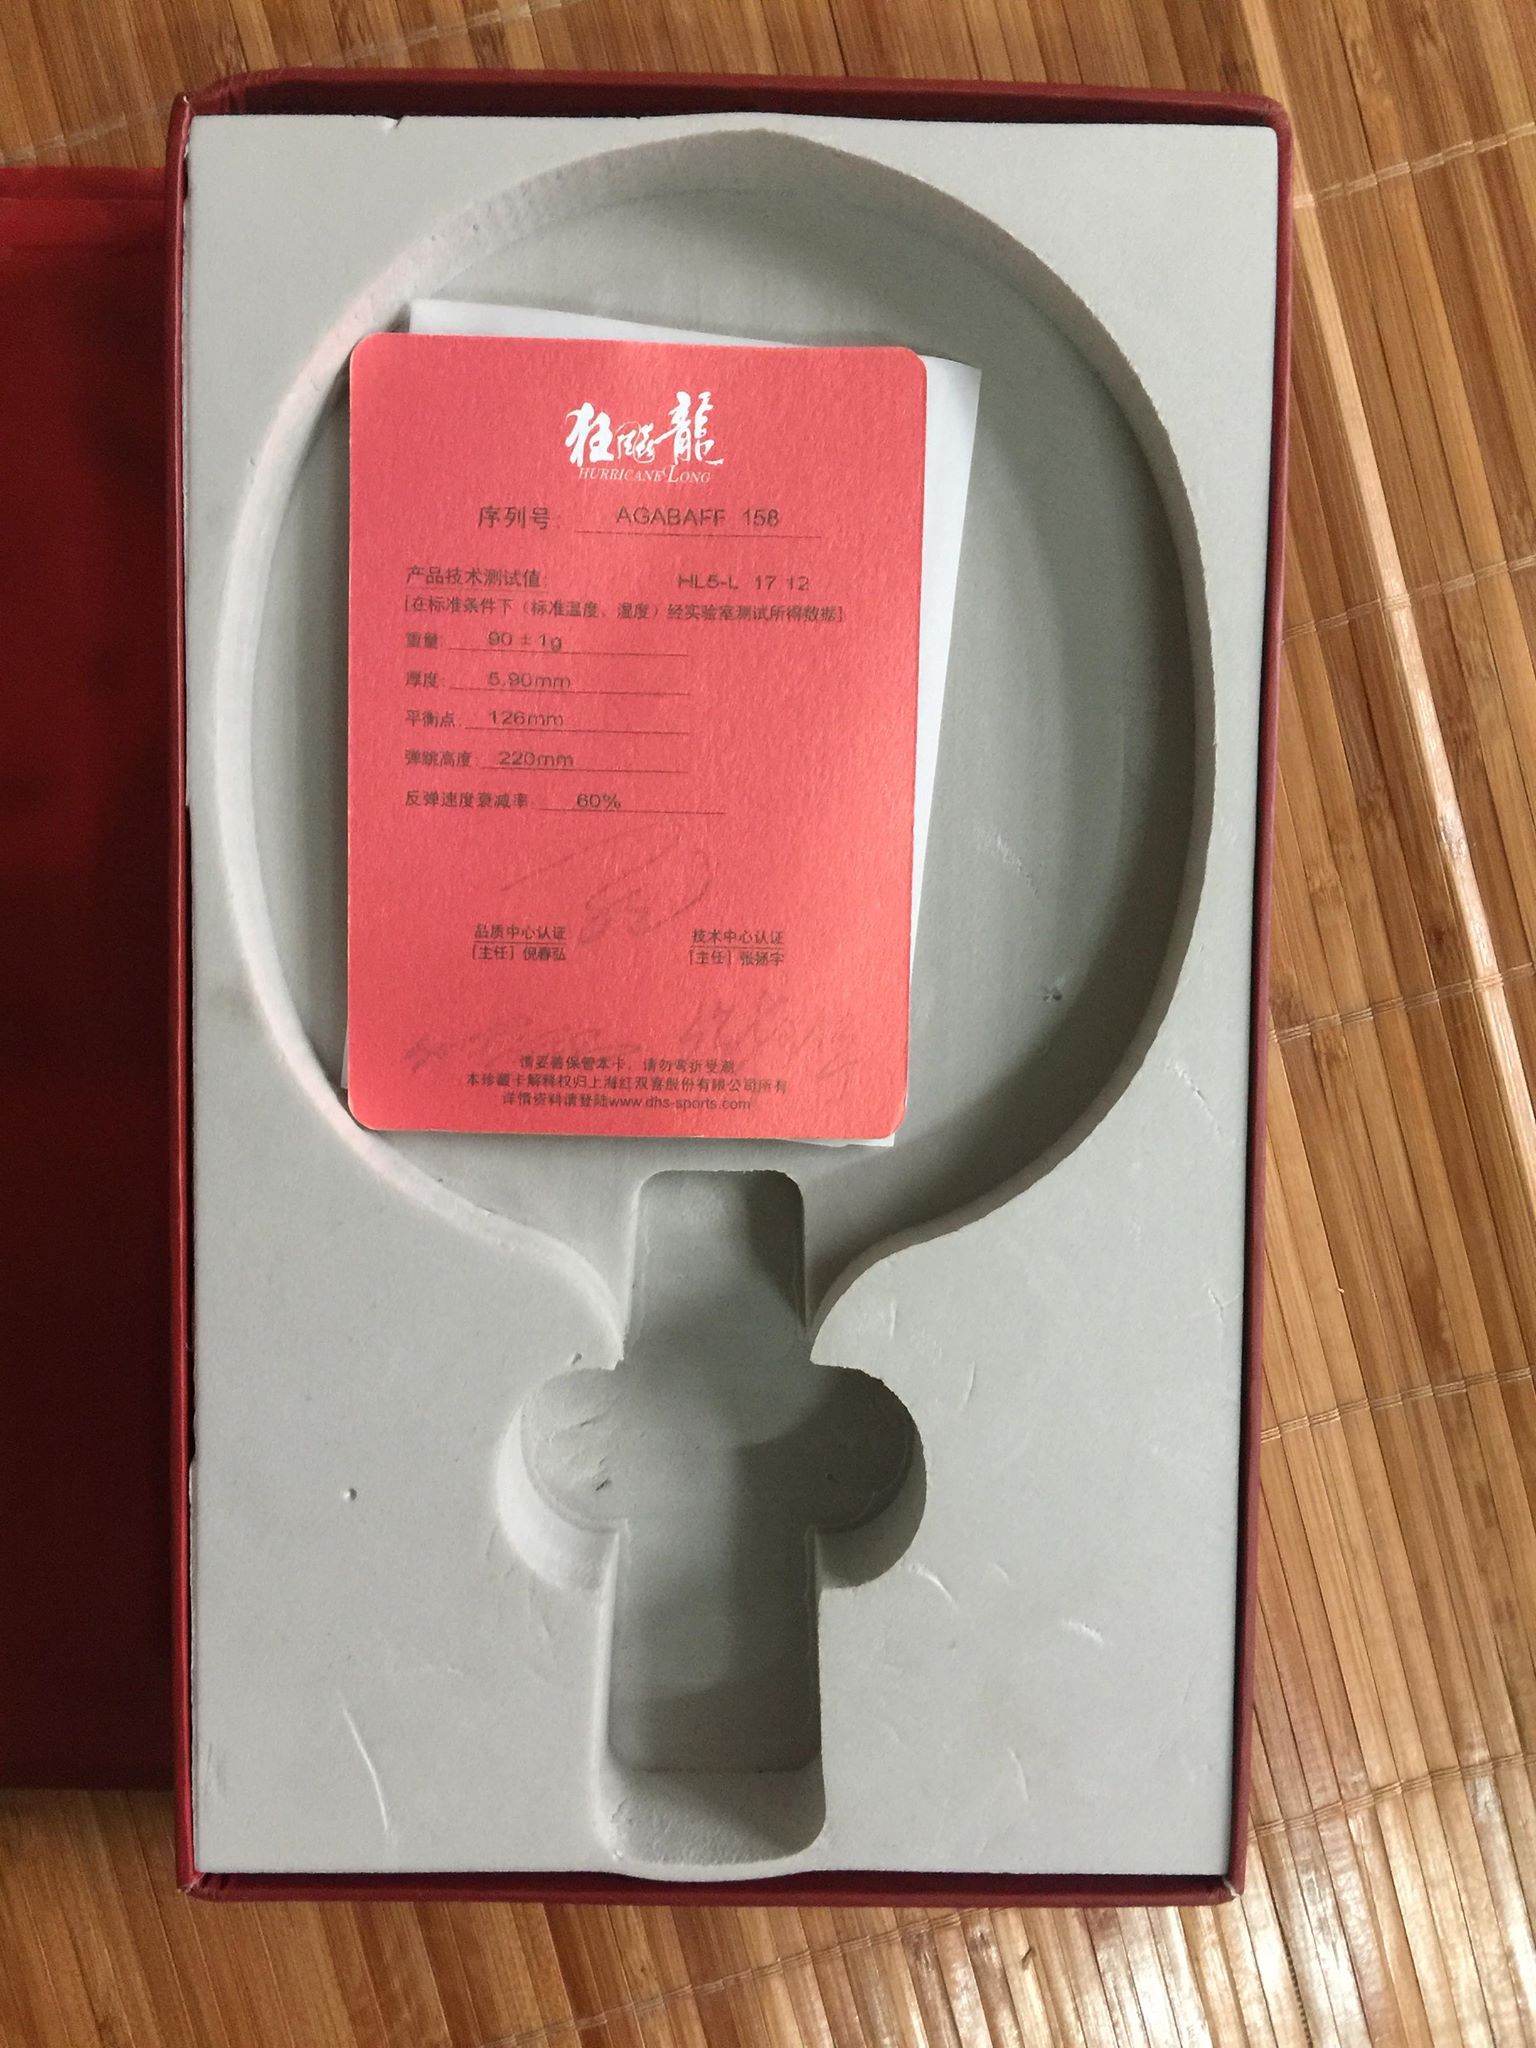 狂飚龍
HURRICANE LONG
序列号: AGABAFF 158
产品技术测试值: HL5-L 17 12
[在标准条件下（标准温度、湿度）经实验室测试所得数据]
重量: 90 ± 1g
厚度: 5.90mm
平衡点: 126mm
弹跳高度: 220mm
反弹速度衰减率: 60%
品质中心认证 技术中心认证
[主任] 倪春弘 [主任] 张
请妥善保管本卡，请勿弯折受潮
本珍藏卡解释权归上海红双喜股份有限公司所有
详情资料请登陆www.dhs-sports.com